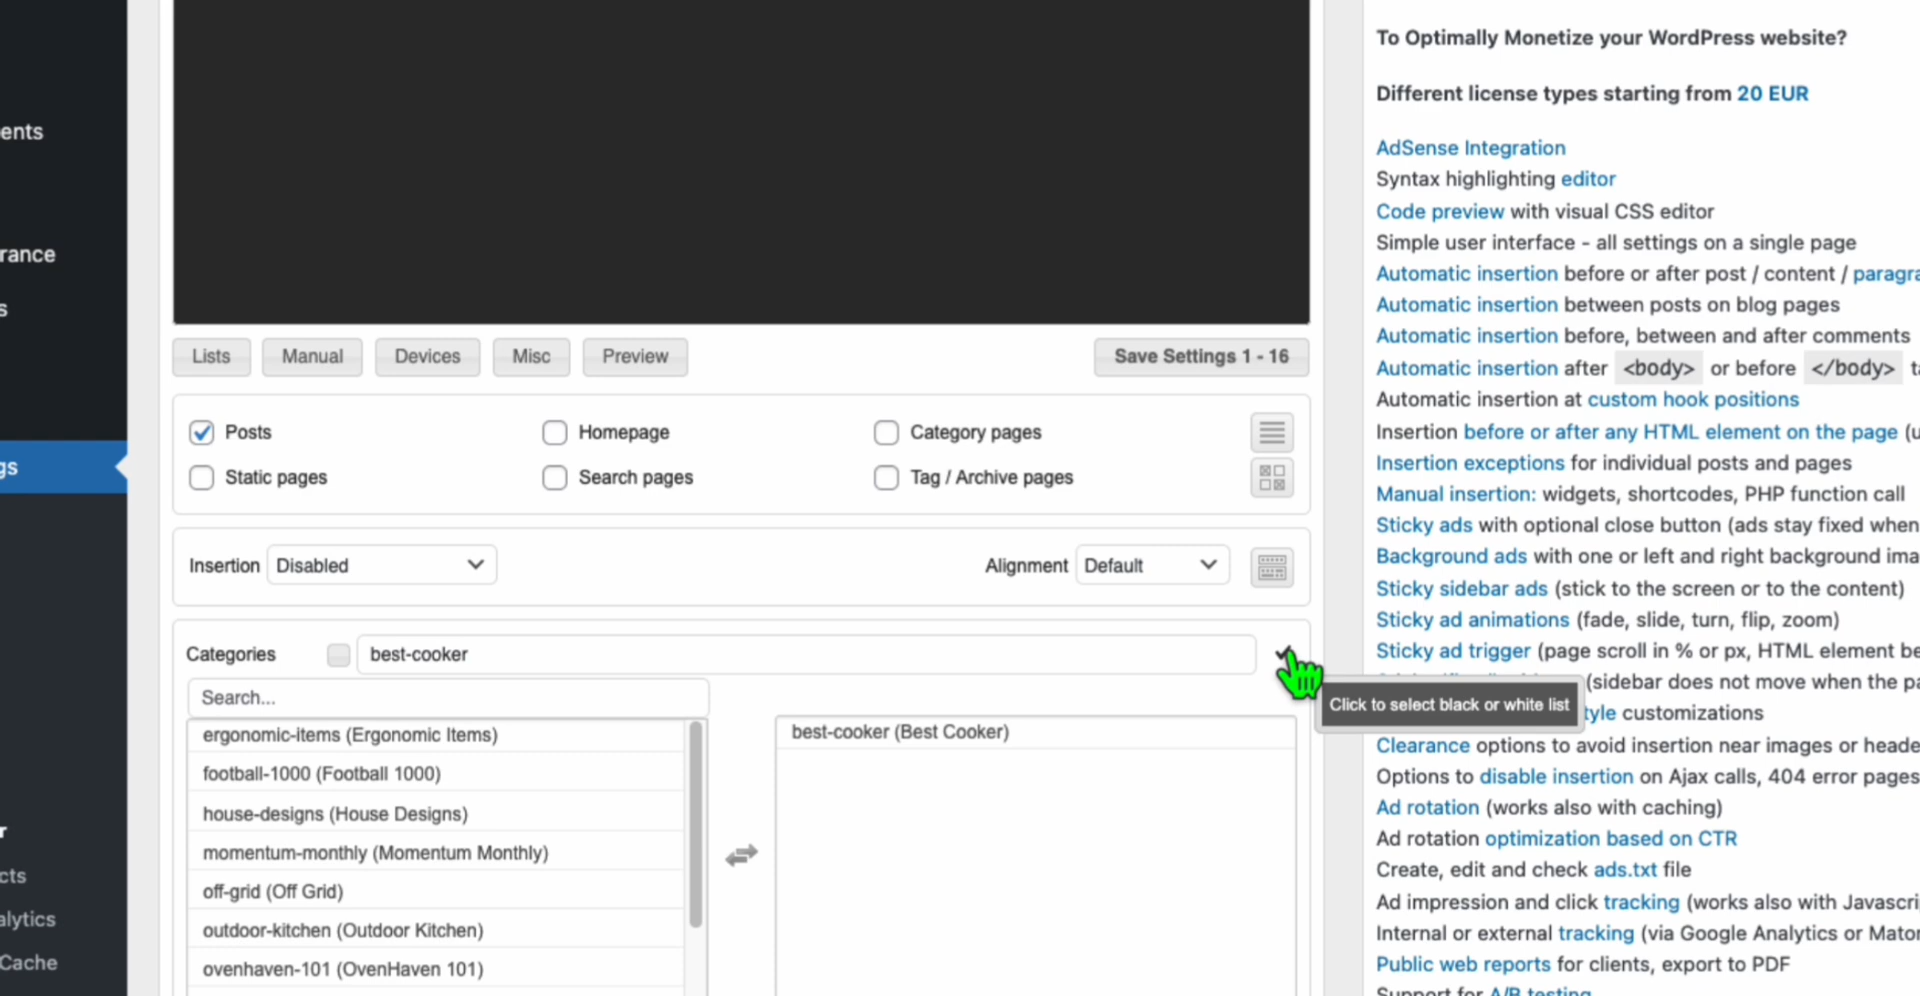 ents
rance
s
gs
r
cts
alytics
Cache
Lists
Manual
Devices
Misc
Preview
Save Settings 1 - 16
Posts
Homepage
Category pages
Static pages
Search pages
Tag / Archive pages
Insertion
Disabled
Alignment
Default
Categories
best-cooker
Search...
ergonomic-items (Ergonomic Items)
football-1000 (Football 1000)
house-designs (House Designs)
momentum-monthly (Momentum Monthly)
off-grid (Off Grid)
outdoor-kitchen (Outdoor Kitchen)
ovenhaven-101 (OvenHaven 101)
best-cooker (Best Cooker)
Click to select black or white list
To Optimally Monetize your WordPress website?
Different license types starting from 20 EUR
AdSense Integration
Syntax highlighting editor
Code preview with visual CSS editor
Simple user interface - all settings on a single page
Automatic insertion before or after post / content / paragra
Automatic insertion between posts on blog pages
Automatic insertion before, between and after comments
Automatic insertion after <body> or before </body> ta
Automatic insertion at custom hook positions
Insertion before or after any HTML element on the page (u
Insertion exceptions for individual posts and pages
Manual insertion: widgets, shortcodes, PHP function call
Sticky ads with optional close button (ads stay fixed when
Background ads with one or left and right background ima
Sticky sidebar ads (stick to the screen or to the content)
Sticky ad animations (fade, slide, turn, flip, zoom)
Sticky ad trigger (page scroll in % or px, HTML element be
(sidebar does not move when the pa
tyle customizations
Clearance options to avoid insertion near images or heade
Options to disable insertion on Ajax calls, 404 error pages
Ad rotation (works also with caching)
Ad rotation optimization based on CTR
Create, edit and check ads.txt file
Ad impression and click tracking (works also with Javascri
Internal or external tracking (via Google Analytics or Mator
Public web reports for clients, export to PDF
Support for A/B testing